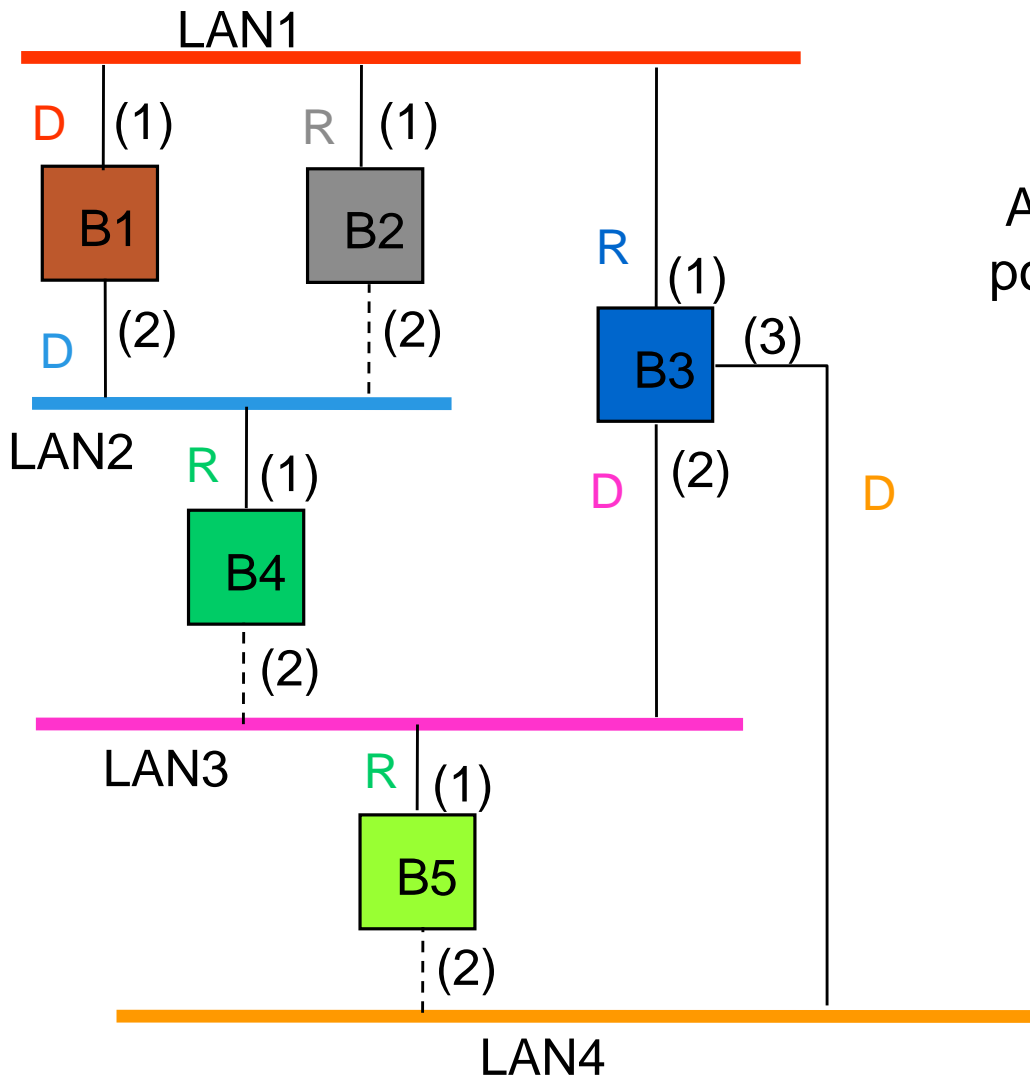 LAN1
D (1) R (1)
B1 B2
R (1)
(3)
B3
D (2) (2)
LAN2
R (1)
D (2) D
B4
(2)
LAN3
R (1)
B5
(2)
LAN4